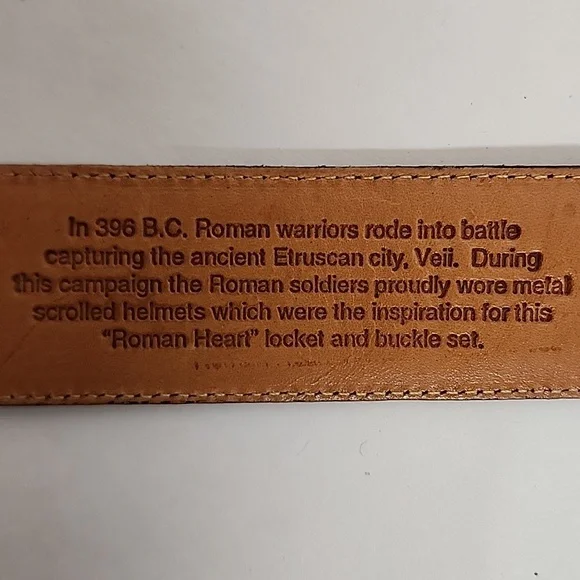 In 396 B.C. Roman warriors rode into battle
capturing the ancient Etruscan city, Veii. During
this campaign the Roman soldiers proudly wore metal
scrolled helmets which were the inspiration for this
"Roman Heart" locket and buckle set.